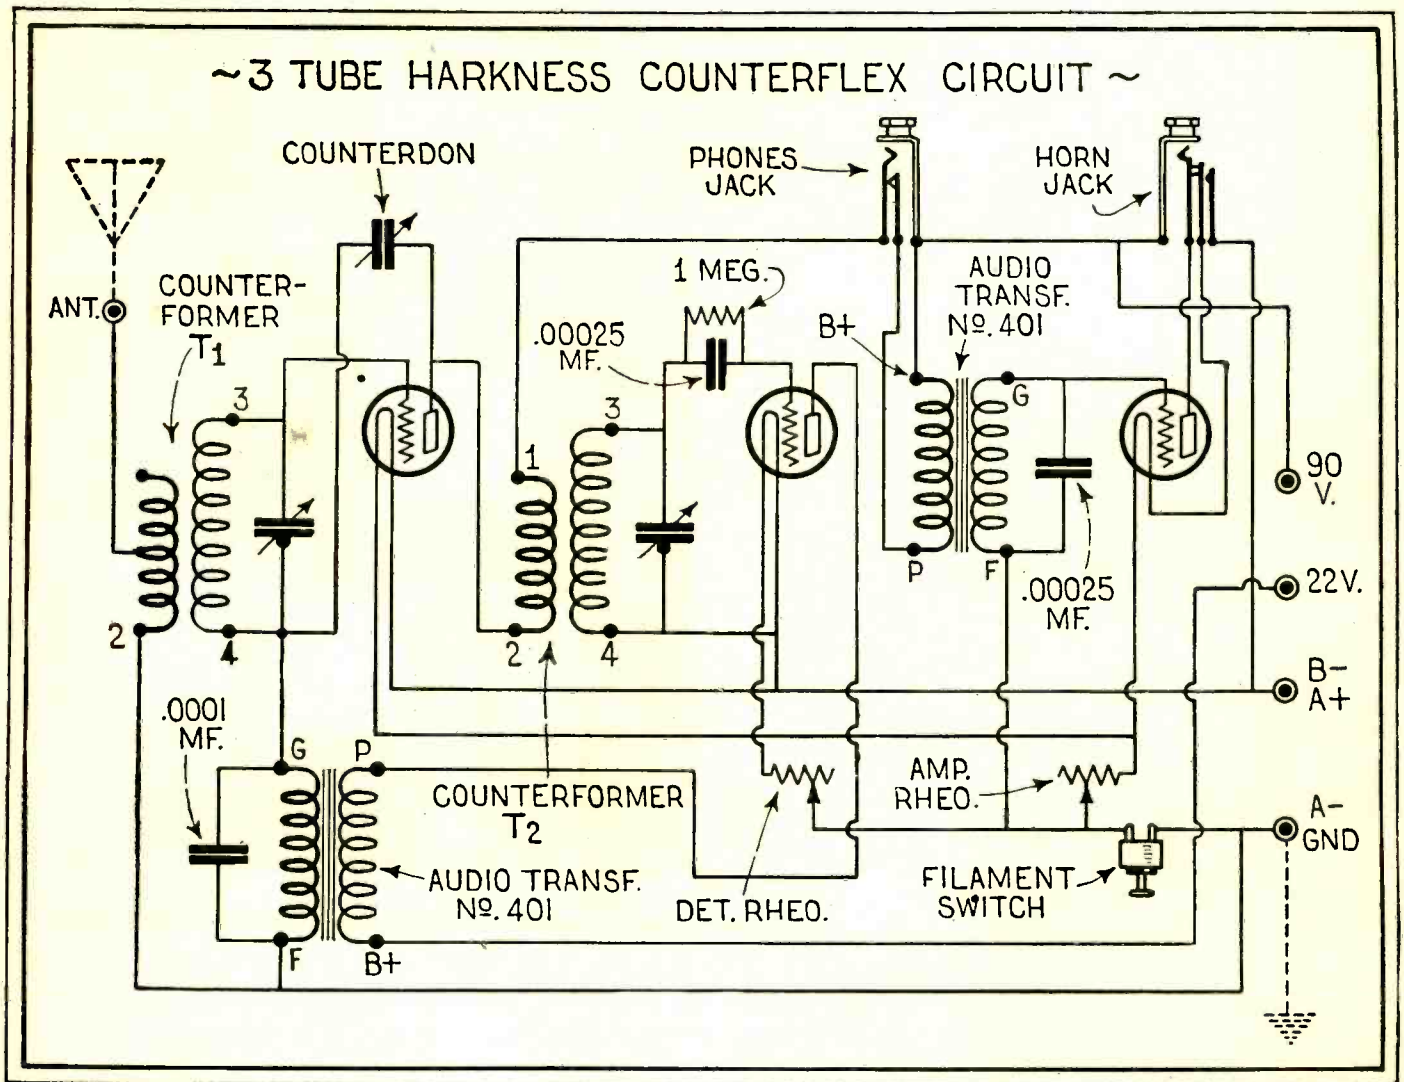 ~3 TUBE HARKNESS COUNTERFLEX CIRCUIT~
COUNTERDON
PHONES
JACK
HORN
JACK
ANT.
COUNTER-
FORMER
T1
1 MEG.
.00025
MF.
B+
AUDIO
TRANSF.
Nº. 401
3
4
2
1
2
3
4
G
P
F
.00025
MF.
90
V.
22V.
B-
A+
A-
GND
.0001
MF.
G
P
F
B+
COUNTERFORMER
T2
AUDIO TRANSF.
Nº. 401
DET. RHEO.
AMP.
RHEO.
FILAMENT
SWITCH